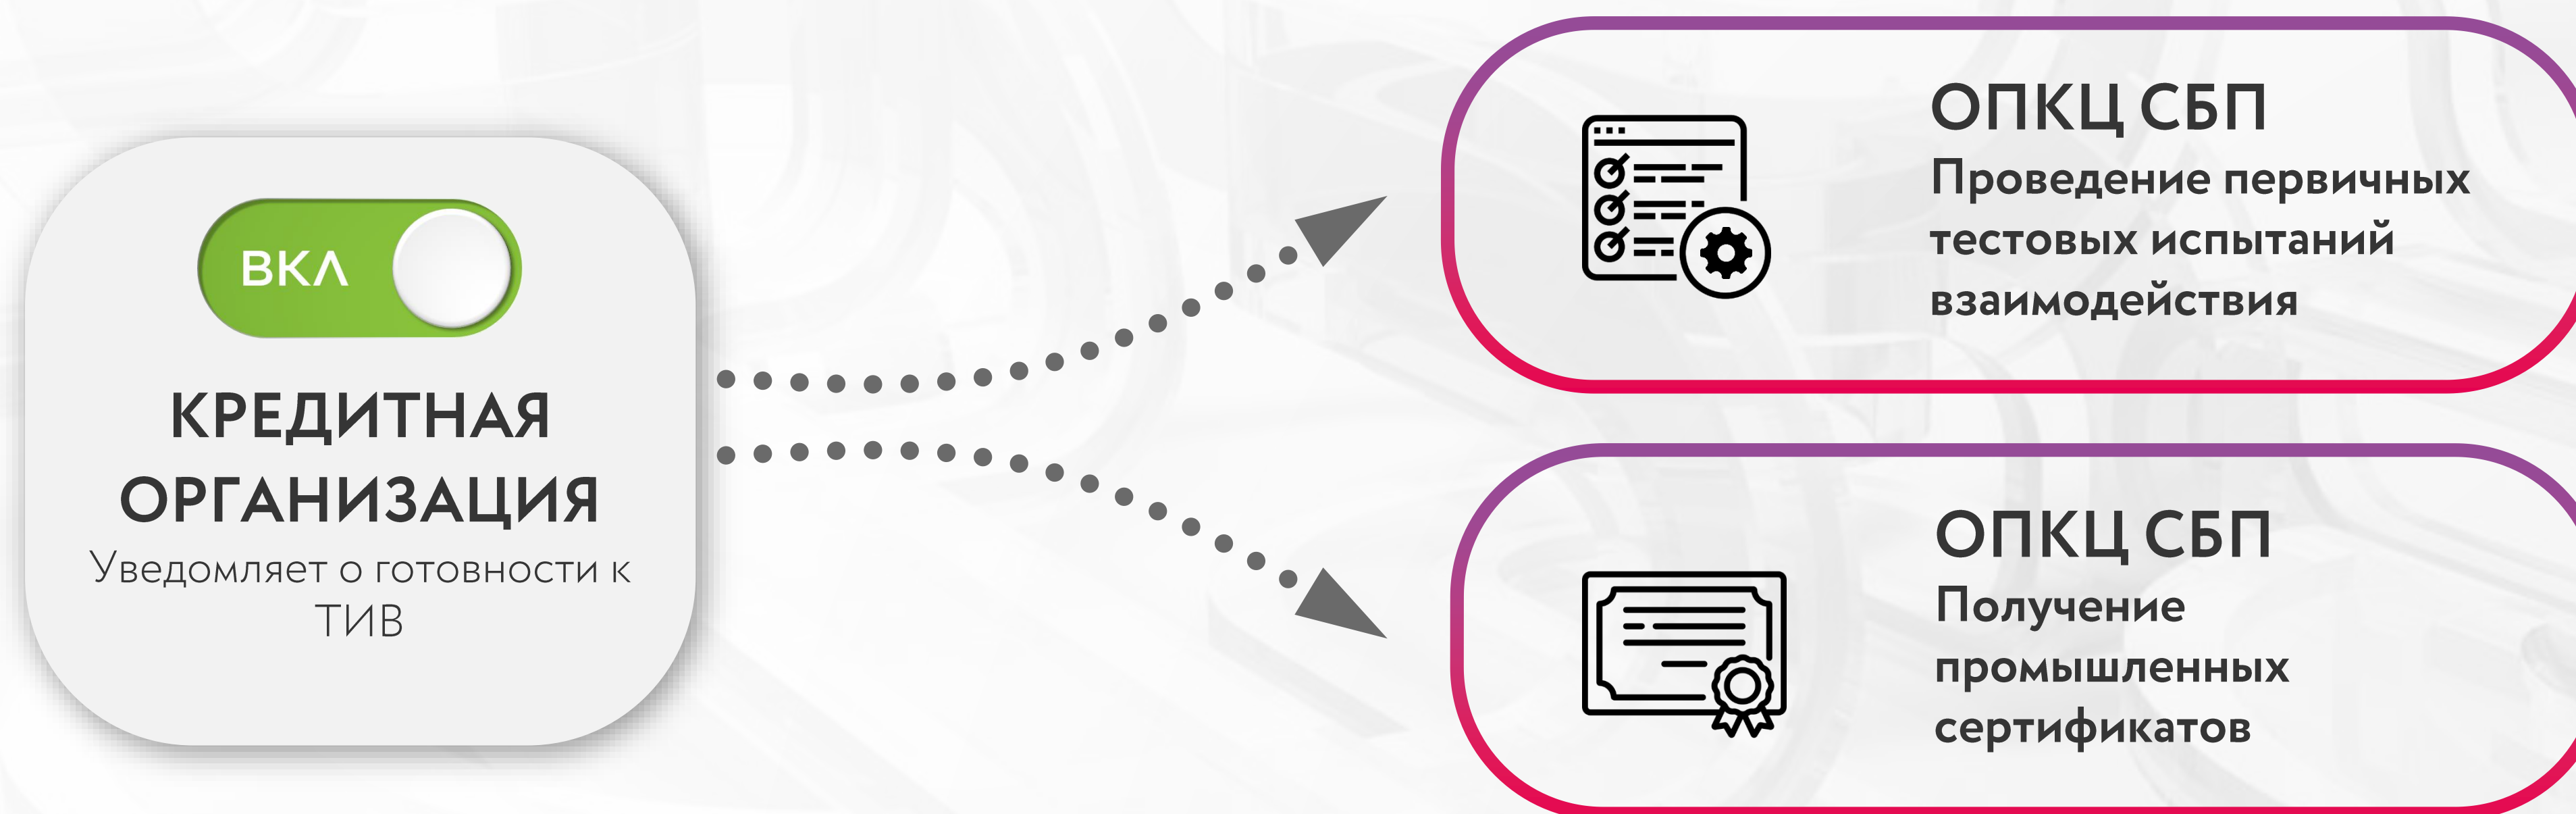 ВКЛ
КРЕДИТНАЯ
ОРГАНИЗАЦИЯ
Уведомляет о готовности к
ТИВ
ОПКЦ СБП
Проведение первичных
тестовых испытаний
взаимодействия
ОПКЦ СБП
Получение
промышленных
сертификатов